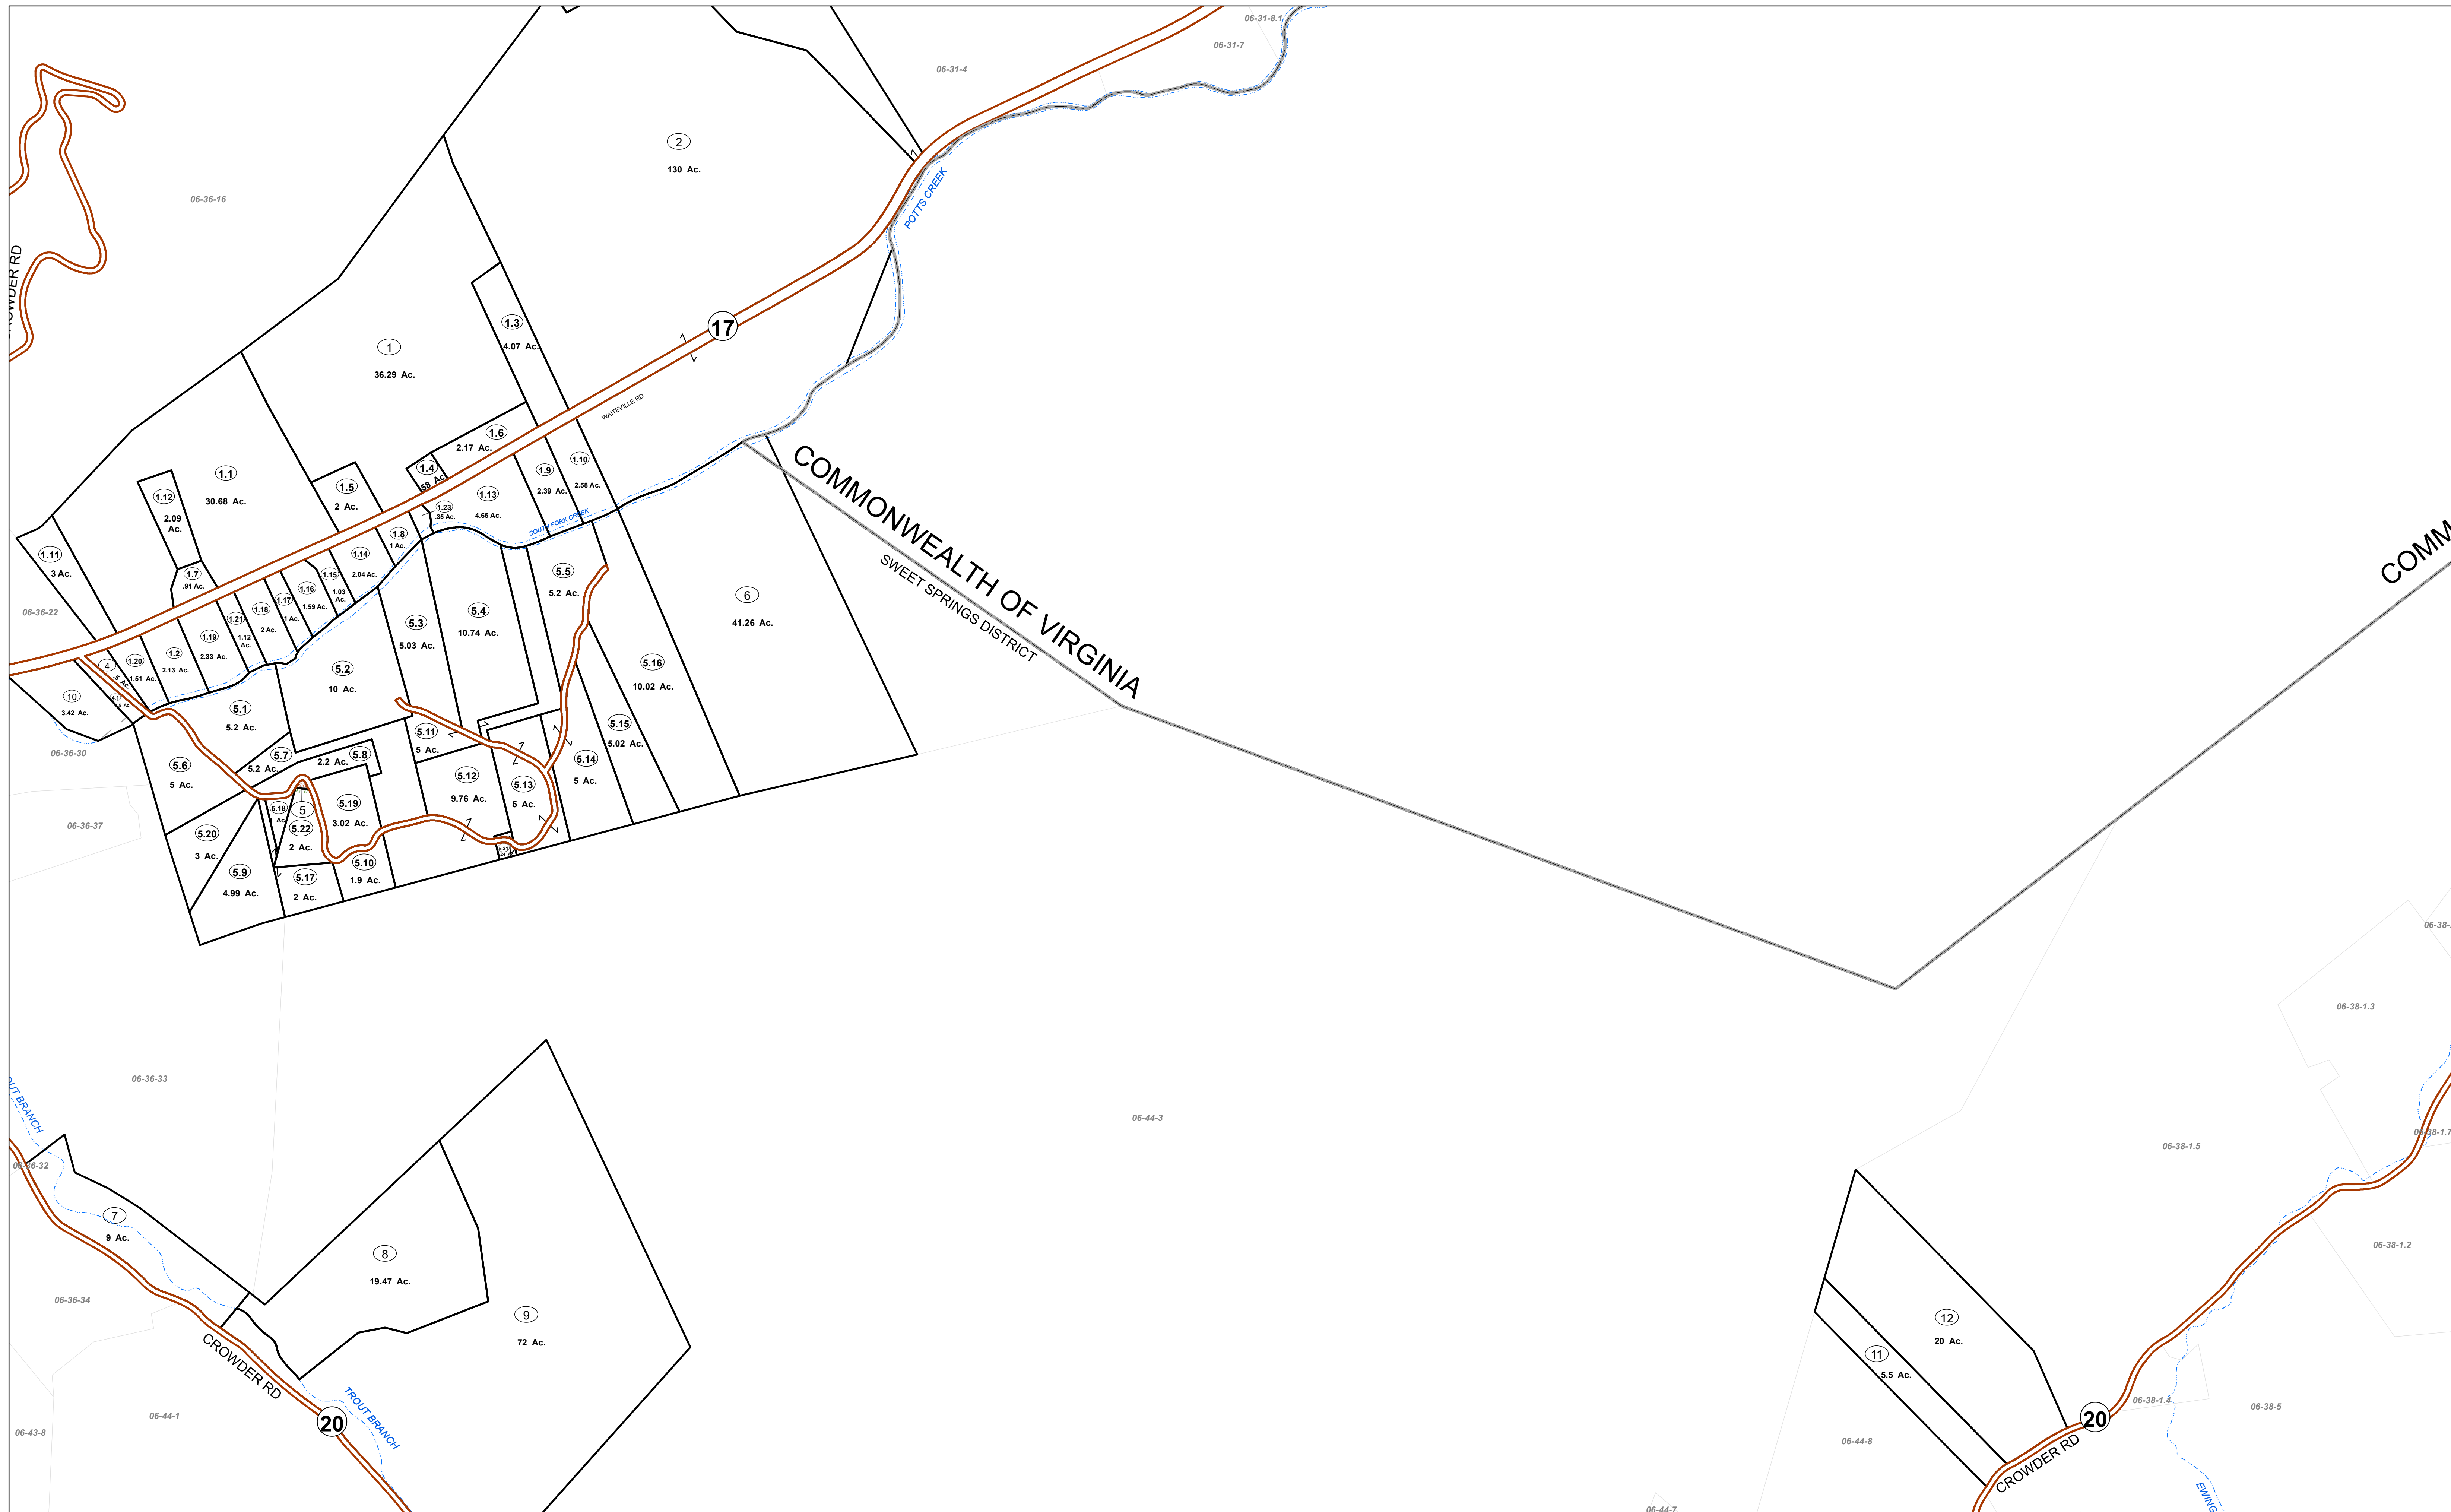 06-31-8.1
06-31-7
06-31-4
2
130 Ac.
06-36-16
POTTS CREEK
17
1.3
4.07 Ac.
1
36.29 Ac.
WAITEVILLE RD
1.6
2.17 Ac.
1.4
1.9
2.39 Ac.
1.10
2.58 Ac.
1.1
30.68 Ac.
1.12
2.09
Ac.
1.5
2 Ac.
1.13
4.65 Ac.
1.23
.35 Ac.
SOUTH FORK CREEK
1.8
1 Ac.
1.11
3 Ac.
1.14
2.04 Ac.
1.7
.91 Ac.
1.15
1.03
Ac.
1.16
1.59 Ac.
1.17
1 Ac.
1.18
2 Ac.
1.21
1.12
Ac.
1.19
2.33 Ac.
1.2
2.13 Ac.
1.20
1.51 Ac.
4
.5 Ac.
10
3.42 Ac.
06-36-22
06-36-30
06-36-37
COMMONWEALTH OF VIRGINIA
SWEET SPRINGS DISTRICT
5.5
5.2 Ac.
6
41.26 Ac.
5.4
10.74 Ac.
5.3
5.03 Ac.
5.2
10 Ac.
5.16
10.02 Ac.
5.1
5.2 Ac.
5.15
5.02 Ac.
5.11
5 Ac.
5.14
5 Ac.
5.7
5.2 Ac.
5.8
2.2 Ac.
5.6
5 Ac.
5.12
9.76 Ac.
5.13
5 Ac.
5.19
3.02 Ac.
5.18
5
5.22
2 Ac.
5.20
3 Ac.
5.10
1.9 Ac.
5.9
4.99 Ac.
5.17
2 Ac.
5.21
06-38-1.3
06-36-33
06-44-3
06-38-1.5
06-38-1.7
06-36-32
7
9 Ac.
8
19.47 Ac.
06-38-1.2
06-36-34
9
72 Ac.
12
20 Ac.
11
5.5 Ac.
CROWDER RD
TROUT BRANCH
20
06-44-1
06-43-8
06-38-1.4
06-38-5
20
CROWDER RD
06-44-8
06-44-7
EWING